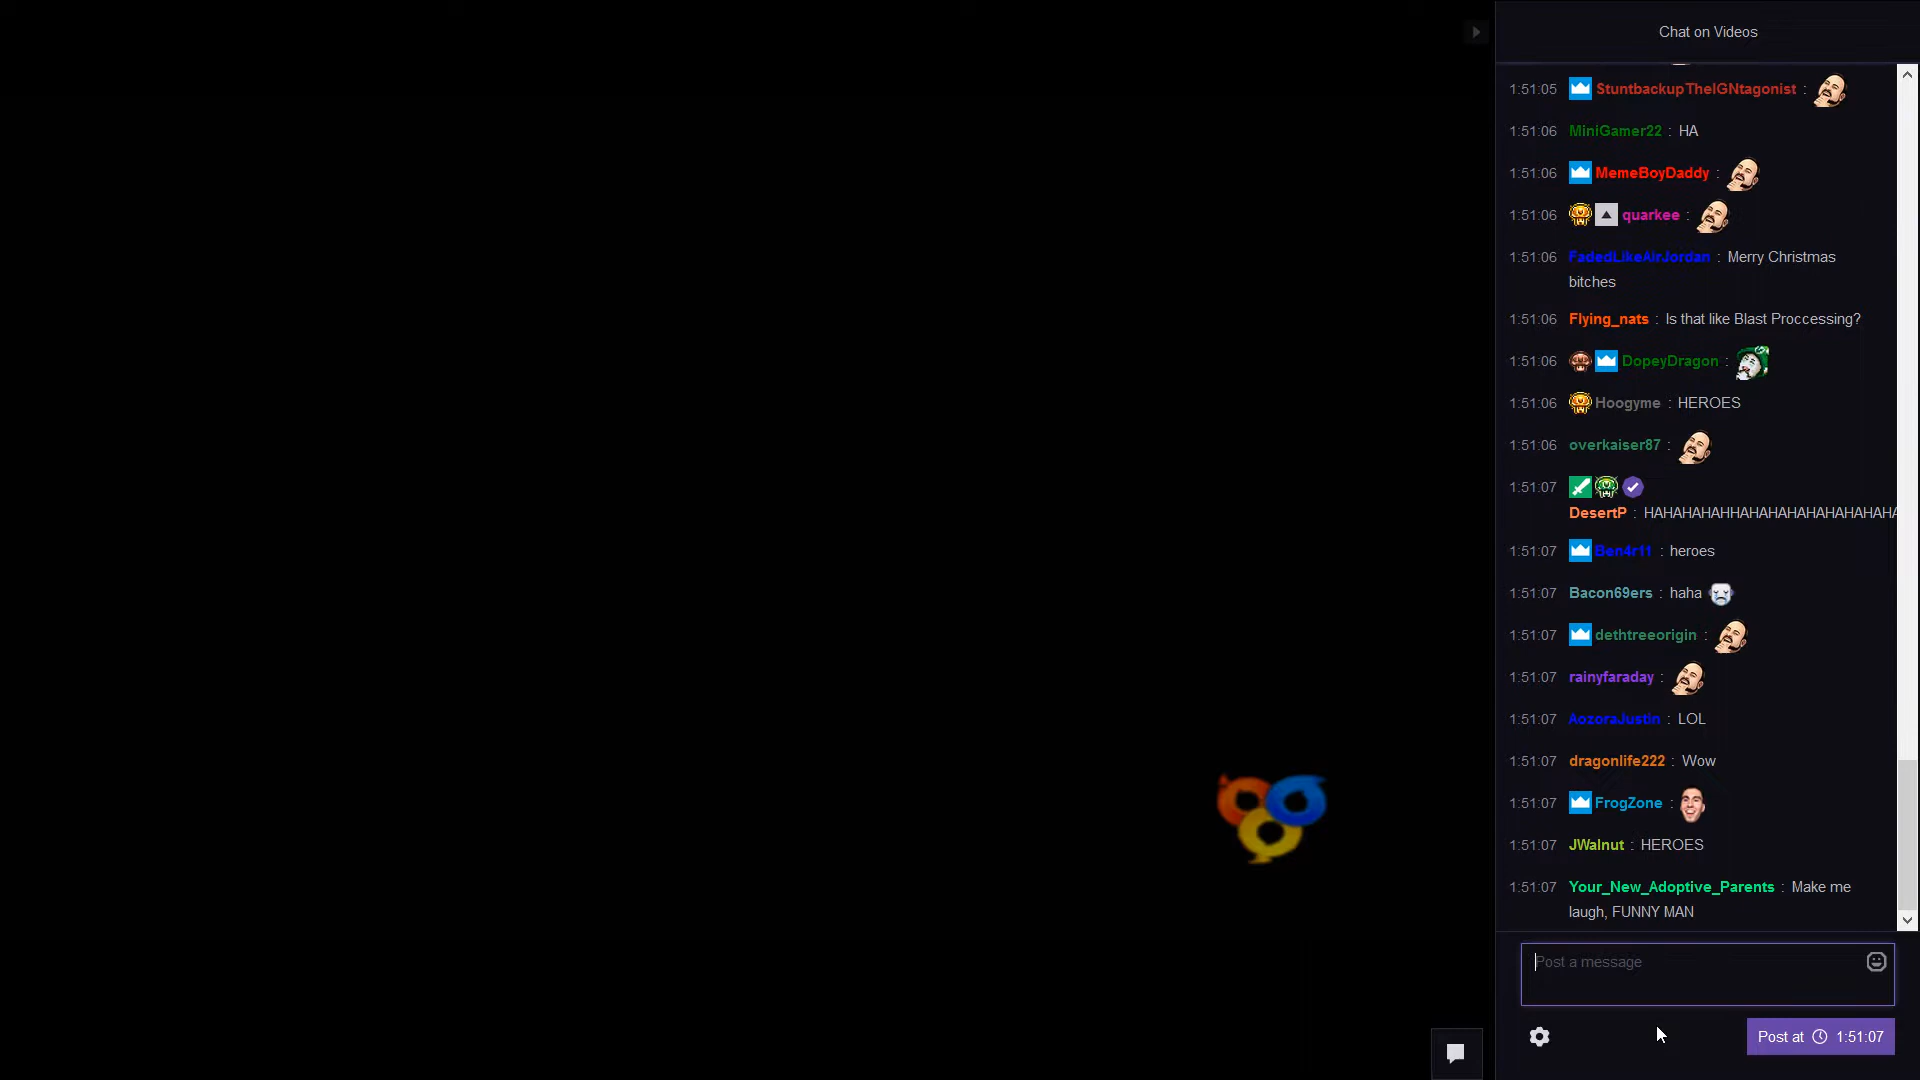 Chat on Videos
1:51:05 StuntbackupTheIGNtagonist :
1:51:06 MiniGamer22 : HA
1:51:06 MemeBoyDaddy :
1:51:06 quarkee :
1:51:06 FadedLikeAirJordan : Merry Christmas
bitches
1:51:06 Flying_nats : Is that like Blast Proccessing?
1:51:06 DopeyDragon :
1:51:06 Hoogyme : HEROES
1:51:06 overkaiser87 :
1:51:07
DesertP : HAHAHAHAHHAHAHAHAHAHAHAHAHA
1:51:07 Ben4r11 : heroes
1:51:07 Bacon69ers : haha
1:51:07 dethtreeorigin :
1:51:07 rainyfaraday :
1:51:07 AozoraJustin : LOL
1:51:07 dragonlife222 : Wow
1:51:07 FrogZone :
1:51:07 JWalnut : HEROES
1:51:07 Your_New_Adoptive_Parents : Make me
laugh, FUNNY MAN
Post a message
Post at 1:51:07